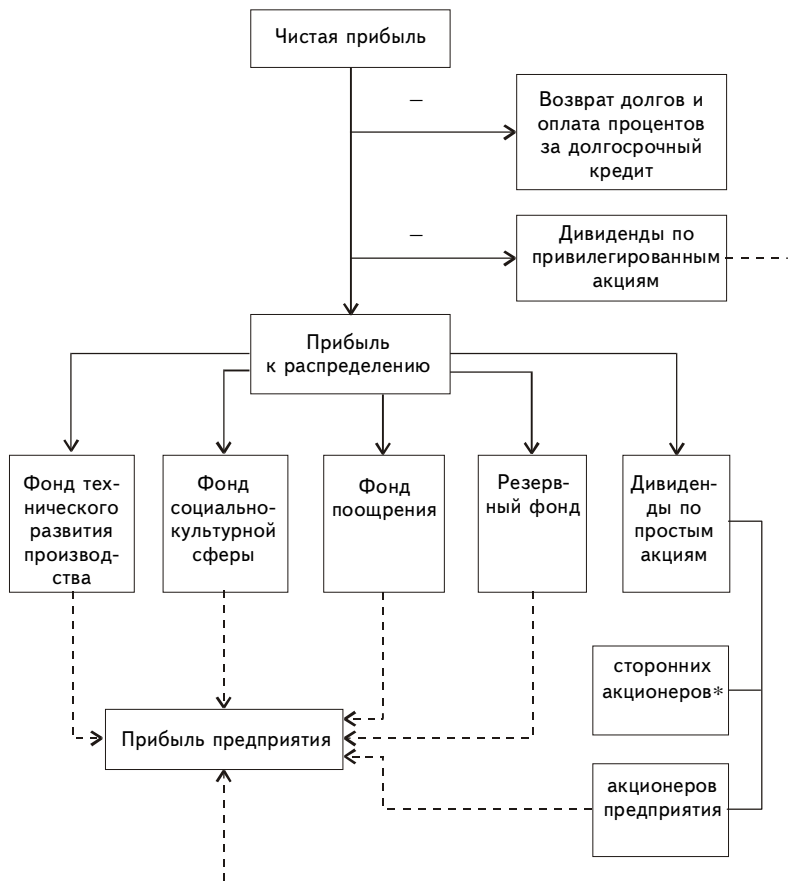 Чистая прибыль
–
Возврат долгов и
оплата процентов
за долгосрочный
кредит
–
Дивиденды по
привилегированным
акциям
Прибыль
к распределению
Фонд тех-
нического
развития
производ-
ства
Фонд
социально-
культурной
сферы
Фонд
поощрения
Резерв-
ный фонд
Дивиден-
ды по
простым
акциям
сторонних
акционеров*
Прибыль предприятия
акционеров
предприятия